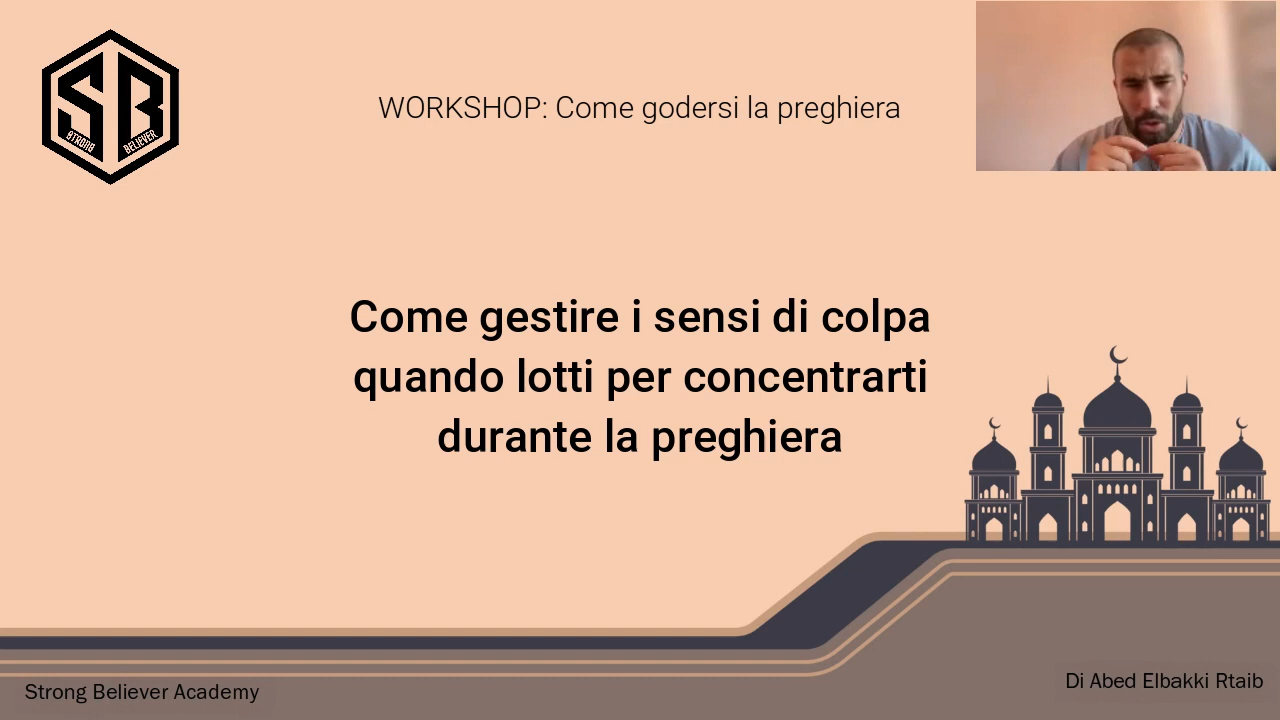 SB
STRONG BELIEVER
WORKSHOP: Come godersi la preghiera
Come gestire i sensi di colpa
quando lotti per concentrarti
durante la preghiera
Strong Believer Academy
Di Abed Elbakki Rtaib